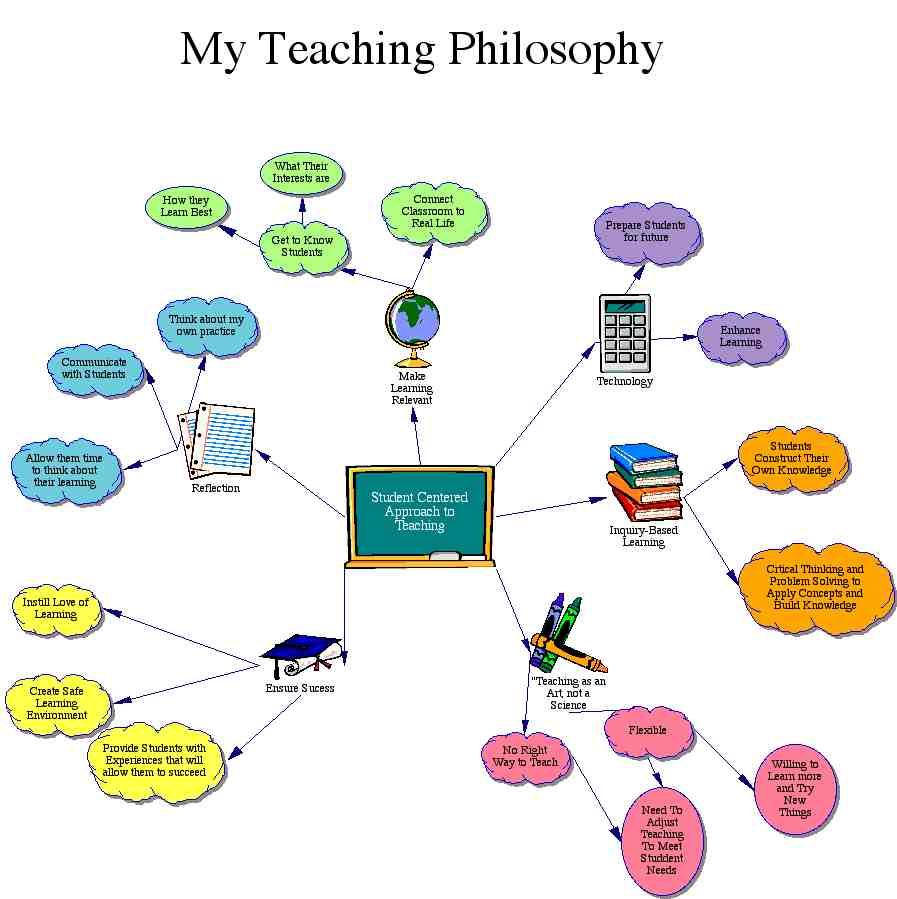 My Teaching Philosophy
What Their
Interests are
How they
Learn Best
Get to Know
Students
Connect
Classroom to
Real Life
Make
Learning
Relevant
Prepare Students
for future
Enhance
Learning
Technology
Think about my
own practice
Communicate
with Students
Allow them time
to think about
their learning
Reflection
Student Centered
Approach to
Teaching
Students
Construct Their
Own Knowledge
Inquiry-Based
Learning
Crtical Thinking and
Problem Solving to
Apply Concepts and
Build Knowledge
Instill Love of
Learning
Create Safe
Learning
Environment
Provide Students with
Experiences that will
allow them to succeed
Ensure Sucess
"Teaching as an
Art, not a
Science
No Right
Way to Teach
Flexible
Need To
Adjust
Teaching
To Meet
Studdent
Needs
Willing to
Learn more
and Try
New
Things